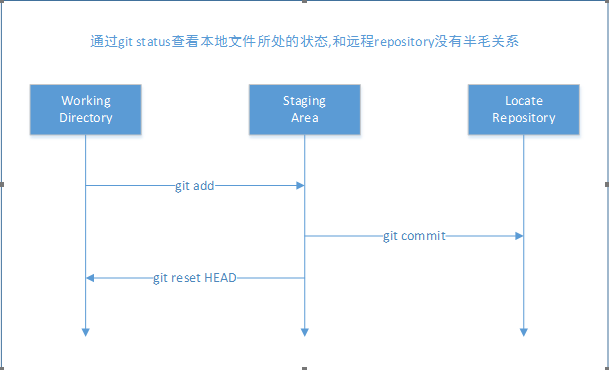 通过git status查看本地文件所处的状态,和远程repository没有半毛关系
Working
Directory
Staging
Area
Locate
Repository
git add
git commit
git reset HEAD